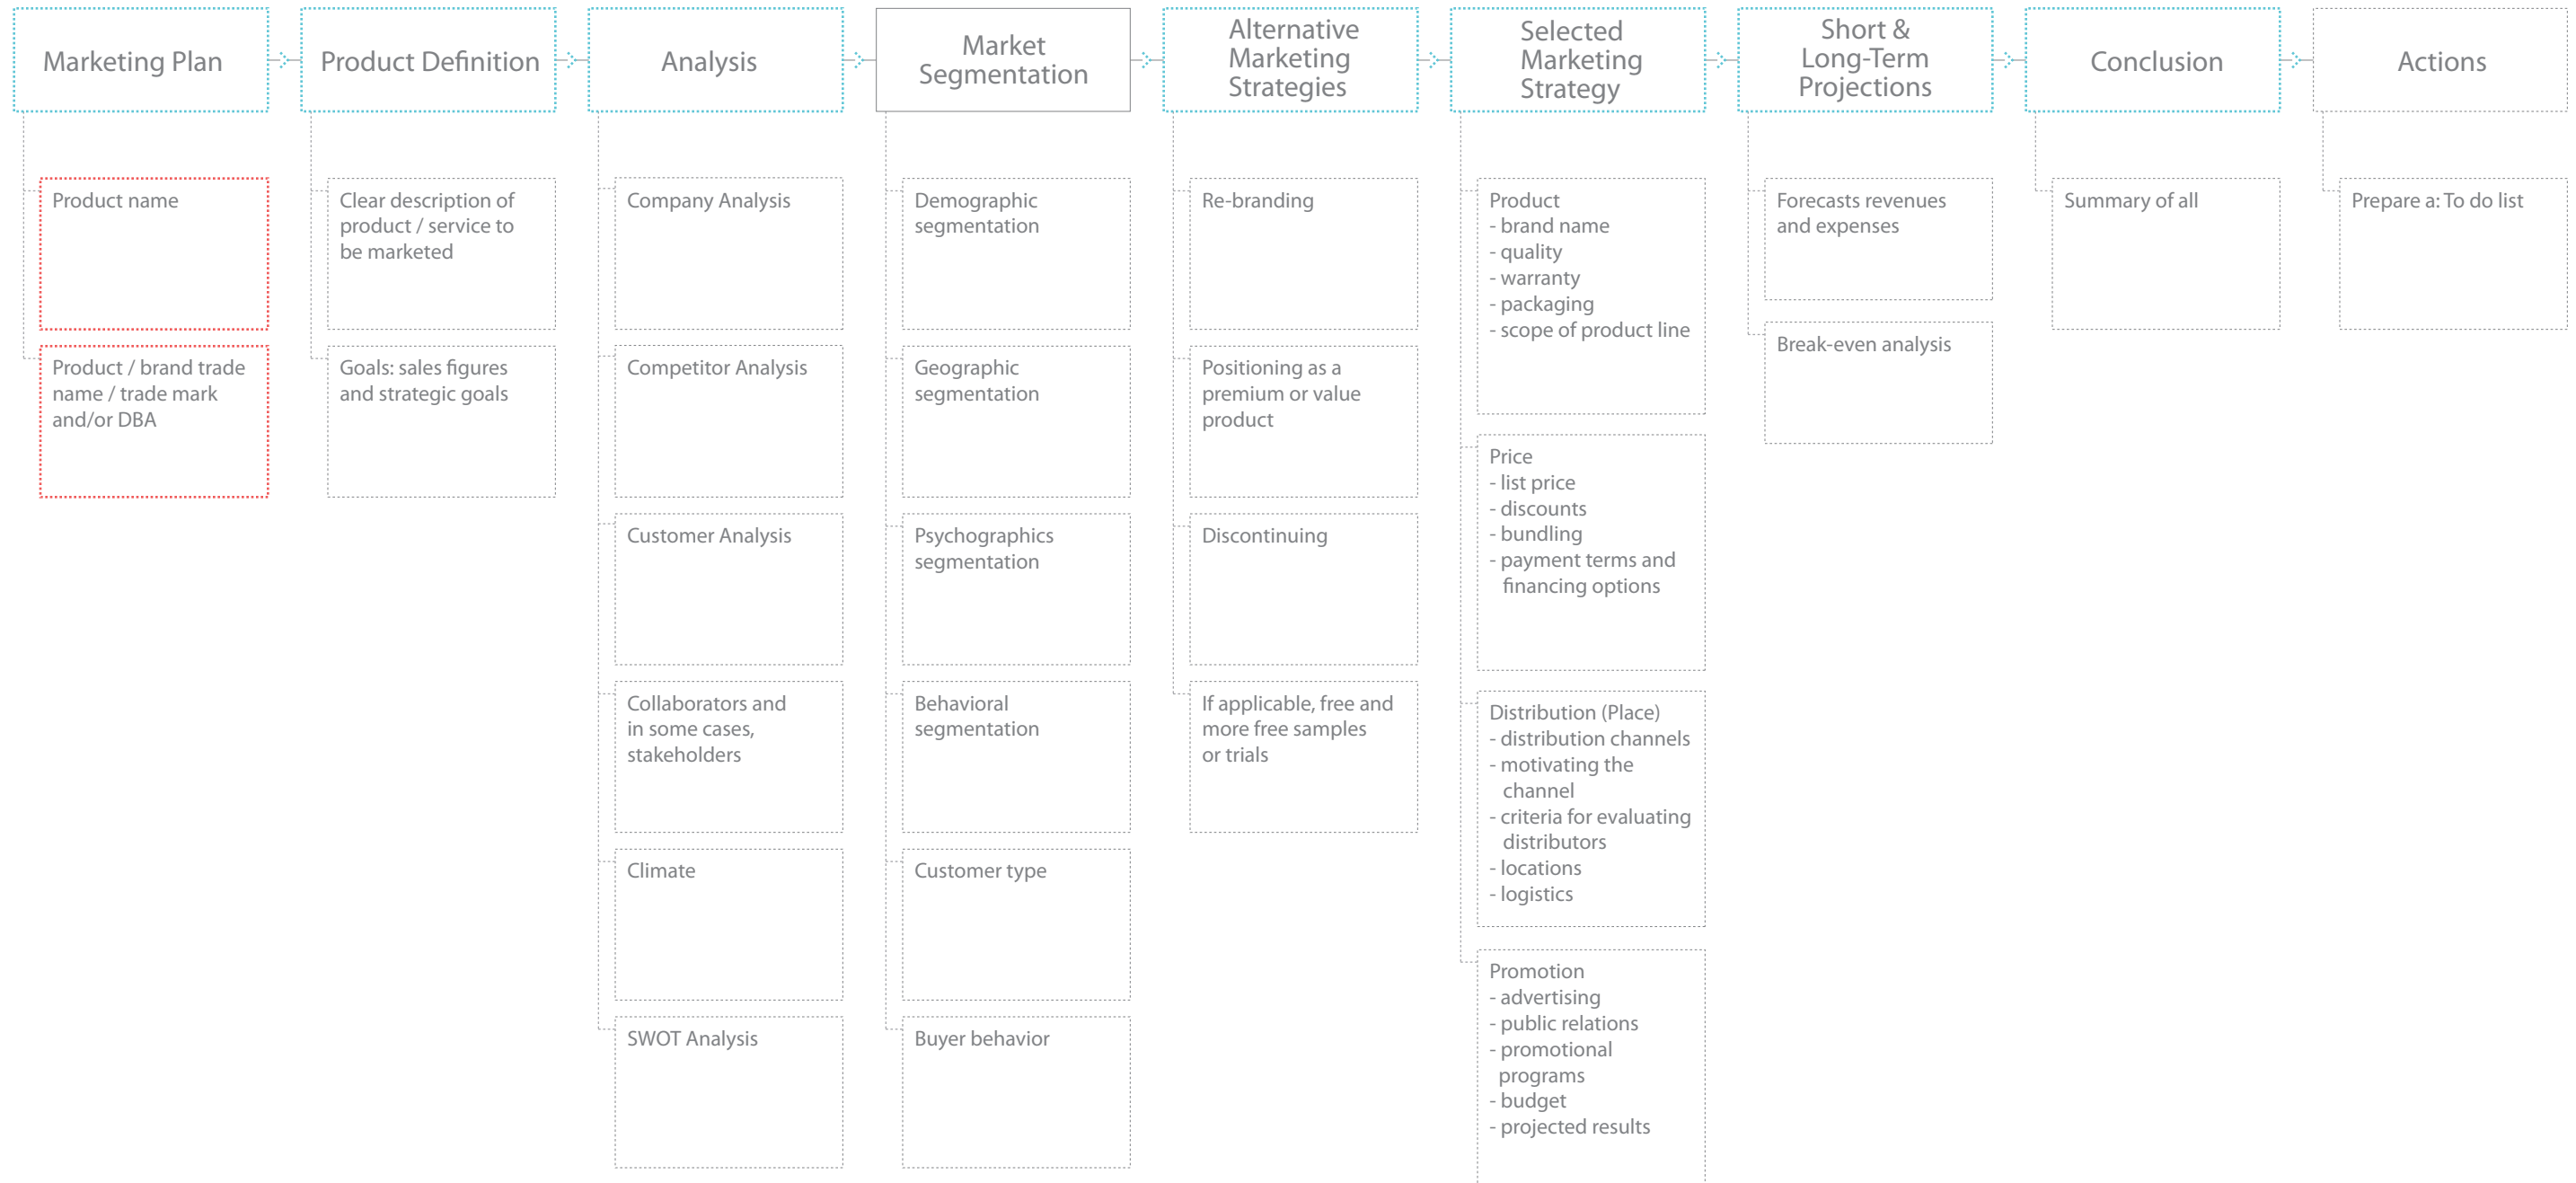 Marketing Plan
Product Definition
Analysis
Market
Segmentation
Alternative
Marketing
Strategies
Selected
Marketing
Strategy
Short &
Long-Term
Projections
Conclusion
Actions
Product name
Product / brand trade
name / trade mark
and/or DBA
Clear description of
product / service to
be marketed
Goals: sales figures
and strategic goals
Company Analysis
Competitor Analysis
Customer Analysis
Collaborators and
in some cases,
stakeholders
Climate
SWOT Analysis
Demographic
segmentation
Geographic
segmentation
Psychographics
segmentation
Behavioral
segmentation
Customer type
Buyer behavior
Re-branding
Positioning as a
premium or value
product
Discontinuing
If applicable, free and
more free samples
or trials
Product
- brand name
- quality
- warranty
- packaging
- scope of product line
Price
- list price
- discounts
- bundling
- payment terms and
financing options
Distribution (Place)
- distribution channels
- motivating the
channel
- criteria for evaluating
distributors
- locations
- logistics
Promotion
- advertising
- public relations
- promotional
programs
- budget
- projected results
Forecasts revenues
and expenses
Break-even analysis
Summary of all
Prepare a: To do list